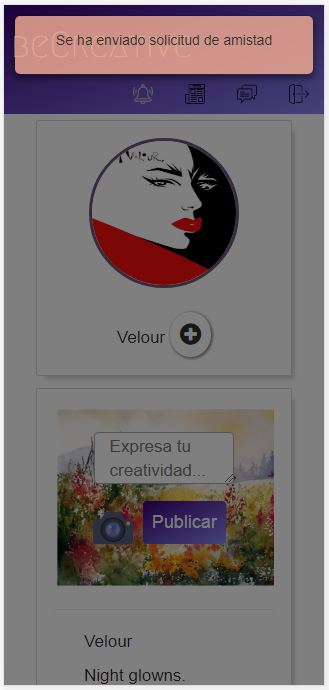 Se ha enviado solicitud de amistad
BeCreative
VELOUR.
Velour
Expresa tu
creatividad...
Publicar
Velour
Night glowns.